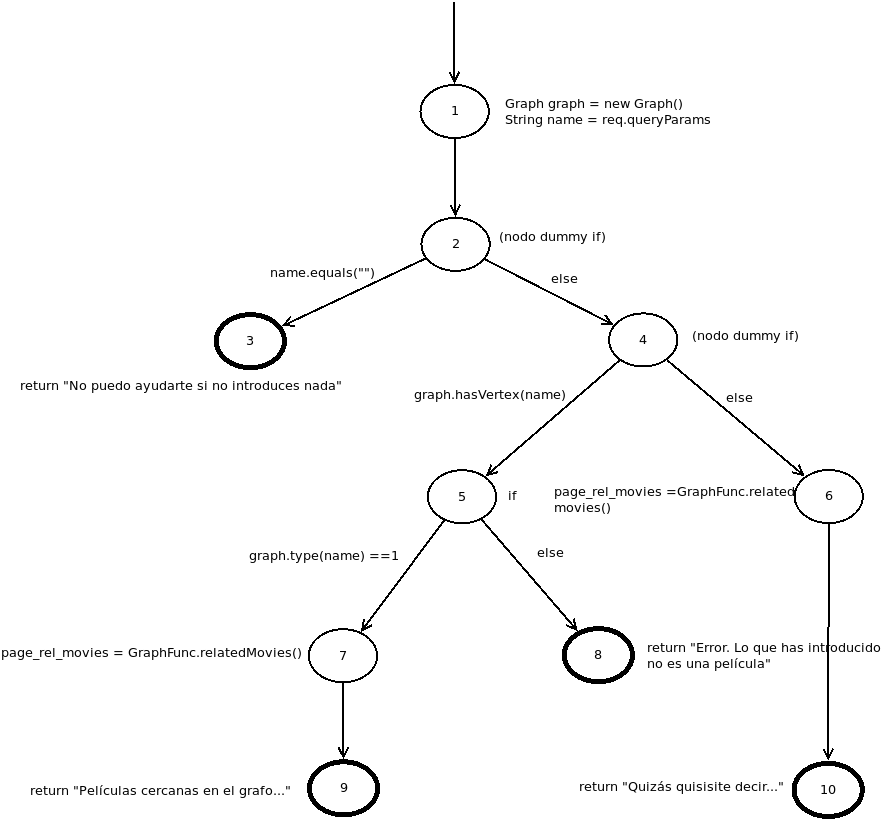 1
Graph graph = new Graph()
String name = req.queryParams
2
(nodo dummy if)
name.equals("")
else
3
return "No puedo ayudarte si no introduces nada"
4
(nodo dummy if)
graph.hasVertex(name)
else
5
if
page_rel_movies =GraphFunc.related
movies()
6
graph.type(name) ==1
else
page_rel_movies = GraphFunc.relatedMovies()
7
8
return "Error. Lo que has introducido
no es una película"
return "Películas cercanas en el grafo..."
9
return "Quizás quisisite decir..."
10